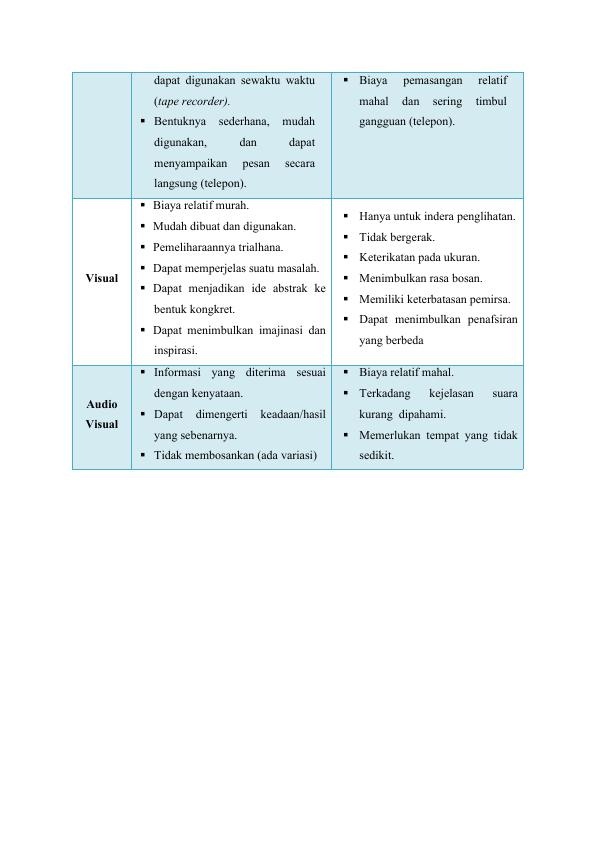 dapat digunakan sewaktu waktu
(tape recorder).
▪ Bentuknya sederhana, mudah
digunakan, dan dapat
menyampaikan pesan secara
langsung (telepon).
▪ Biaya pemasangan relatif
mahal dan sering timbul
gangguan (telepon).
Visual
▪ Biaya relatif murah.
▪ Mudah dibuat dan digunakan.
▪ Pemeliharaannya trialhana.
▪ Dapat memperjelas suatu masalah.
▪ Dapat menjadikan ide abstrak ke
bentuk kongkret.
▪ Dapat menimbulkan imajinasi dan
inspirasi.
▪ Hanya untuk indera penglihatan.
▪ Tidak bergerak.
▪ Keterikatan pada ukuran.
▪ Menimbulkan rasa bosan.
▪ Memiliki keterbatasan pemirsa.
▪ Dapat menimbulkan penafsiran
yang berbeda
Audio
Visual
▪ Informasi yang diterima sesuai
dengan kenyataan.
▪ Dapat dimengerti keadaan/hasil
yang sebenarnya.
▪ Tidak membosankan (ada variasi)
▪ Biaya relatif mahal.
▪ Terkadang kejelasan suara
kurang dipahami.
▪ Memerlukan tempat yang tidak
sedikit.